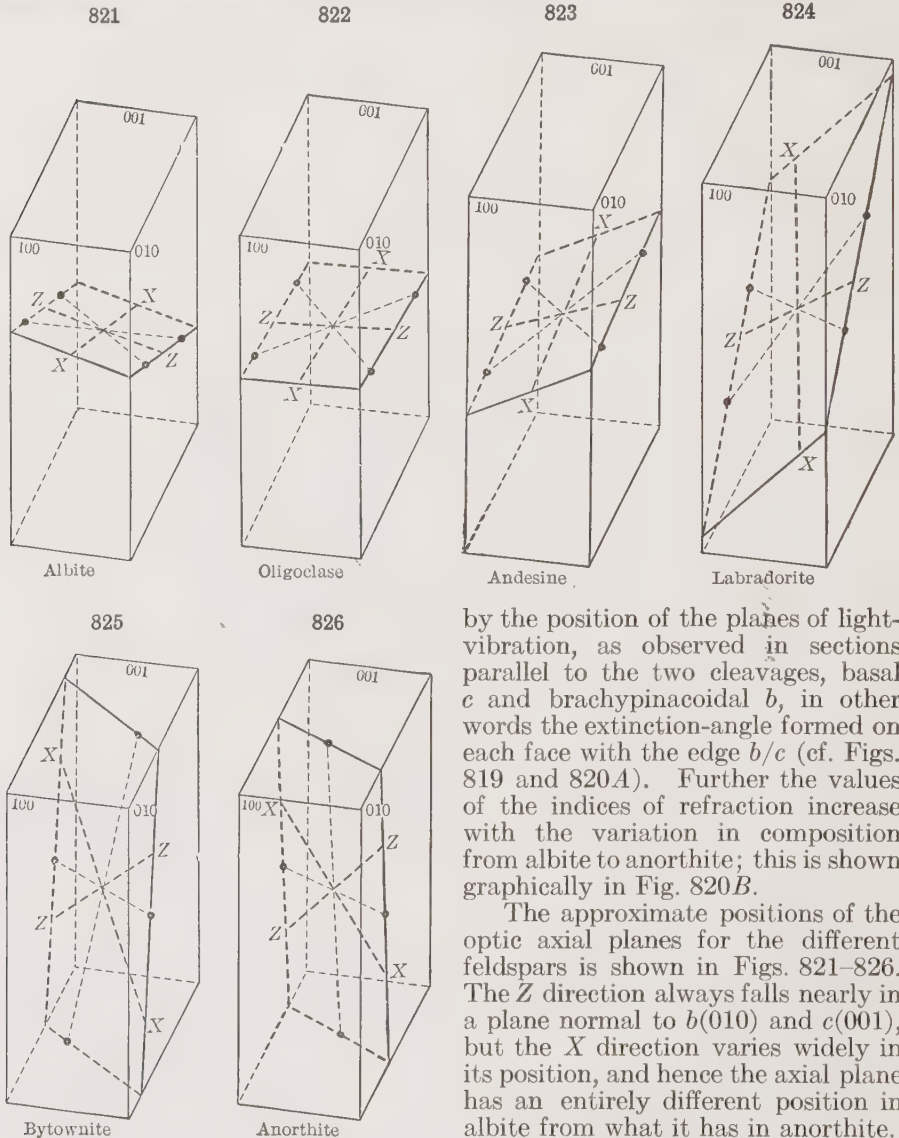 821 822 823 824
001 001 001 001
100 010 100 010 100 010 100 010
X X X X
Z Z Z Z
Z Z Z Z
X X X X
Albite Oligoclase Andesine Labradorite
825 826
001 001
100 010 100 010
X X
Z Z
Z Z
X X
Bytownite Anorthite
by the position of the planes of light-
vibration, as observed in sections
parallel to the two cleavages, basal
c and brachypinacoidal b, in other
words the extinction-angle formed on
each face with the edge b/c (cf. Figs.
819 and 820A). Further the values
of the indices of refraction increase
with the variation in composition
from albite to anorthite; this is shown
graphically in Fig. 820B.
The approximate positions of the
optic axial planes for the different
feldspars is shown in Figs. 821–826.
The Z direction always falls nearly in
a plane normal to b(010) and c(001),
but the X direction varies widely in
its position, and hence the axial plane
has an entirely different position in
albite from what it has in anorthite.